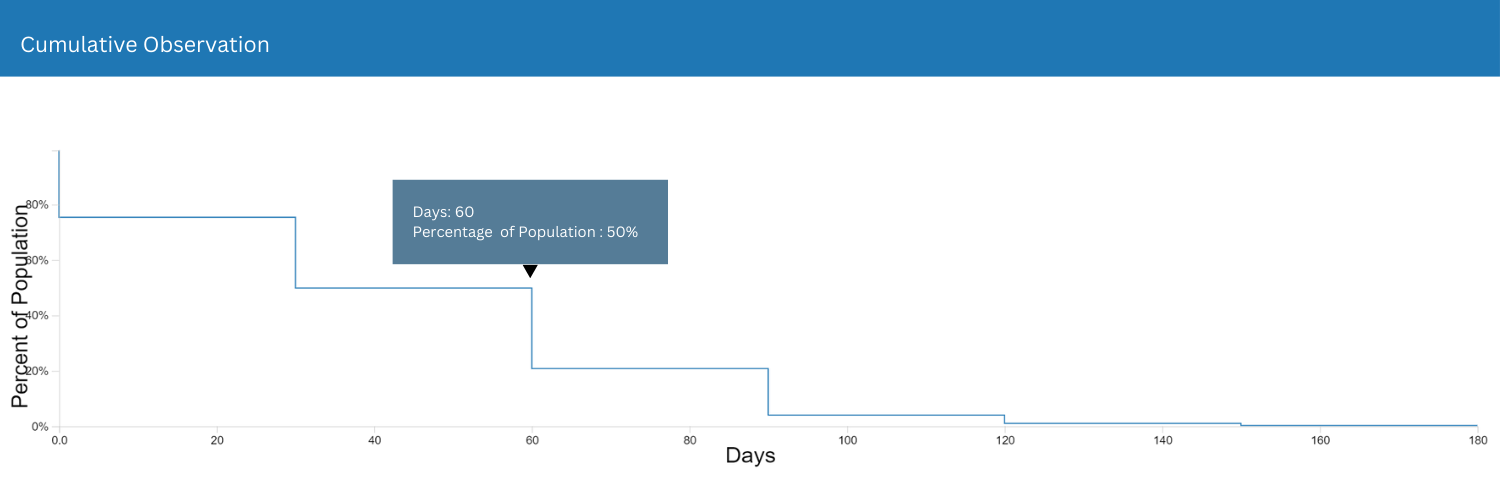 Cumulative Observation
Days: 60
Percentage of Population : 50%
Percent of Population
80%
60%
40%
20%
0%
0.0 20 40 60 80 100 120 140 160 180
Days